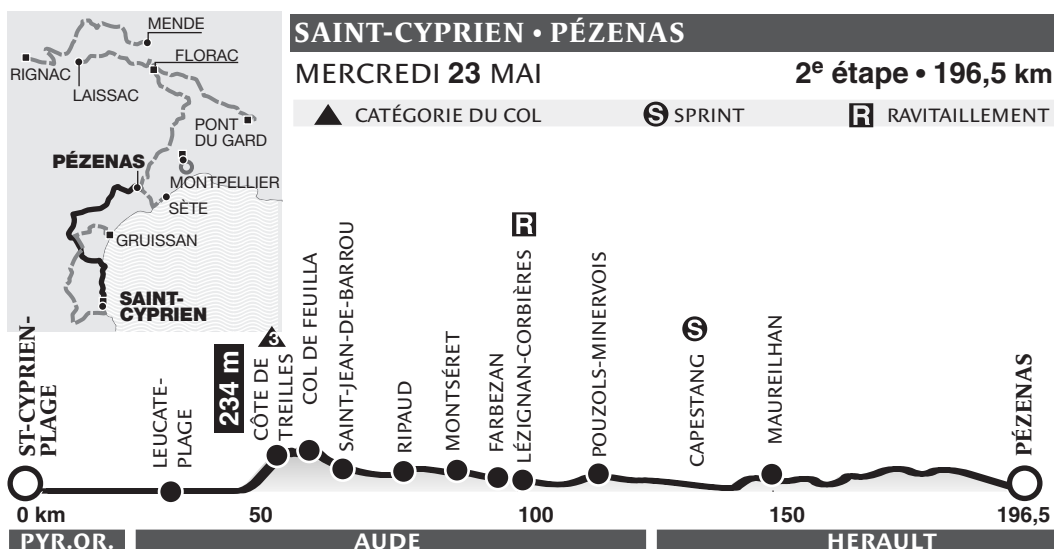 MENDE
FLORAC
RIGNAC
LAISSAC
PONT
DU GARD
PÉZENAS
MONTPELLIER
SÈTE
GRUISSAN
SAINT-
CYPRIEN
SAINT-CYPRIEN • PÉZENAS
MERCREDI 23 MAI
2e étape • 196,5 km
CATÉGORIE DU COL
S SPRINT
R RAVITAILLEMENT
ST-CYPRIEN-
PLAGE
LEUCATE-
PLAGE
234 m
3
CÔTE DE
TREILLES
COL DE FEUILLA
SAINT-JEAN-DE-BARROU
RIPAUD
MONTSÉRET
FARBEZAN
R
LÉZIGNAN-CORBIÈRES
POUZOLS-MINERVOIS
S
CAPESTANG
MAUREILHAN
PÉZENAS
0 km
50
100
150
196,5
PYR.OR.
AUDE
HERAULT